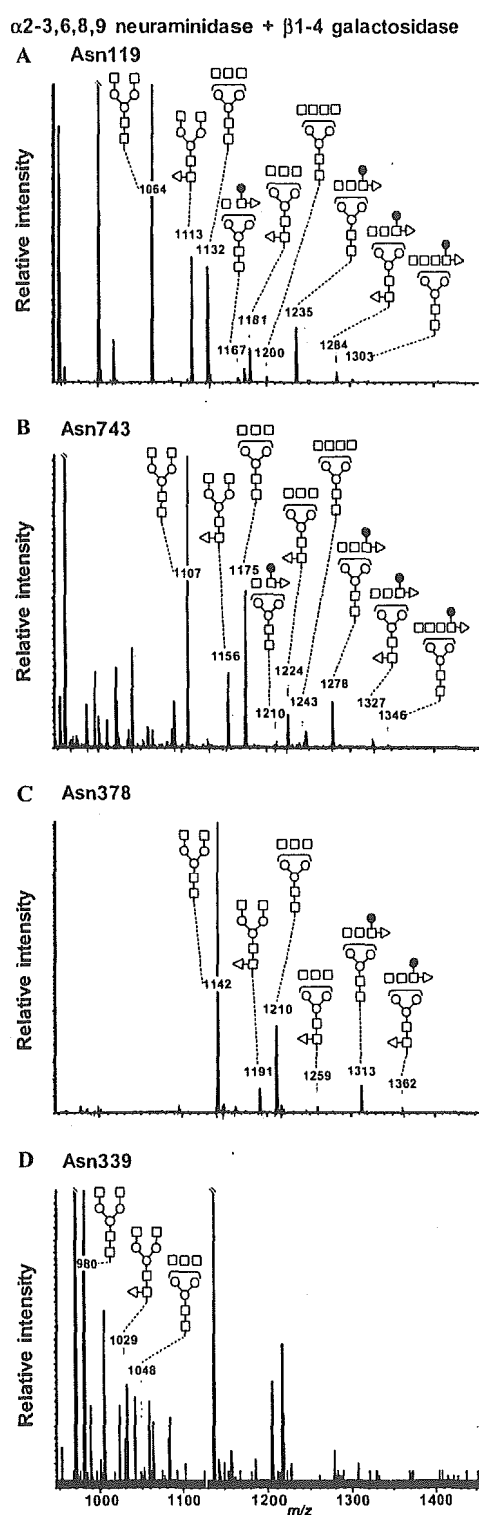 α2-3,6,8,9 neuraminidase + β1-4 galactosidase
A Asn119
Relative intensity
1064
1113
1132
1167
1181
1200
1235
1284
1303
B Asn743
Relative intensity
1107
1156
1175
1210
1224
1243
1278
1327
1346
C Asn378
Relative intensity
1142
1191
1210
1259
1313
1362
D Asn339
Relative intensity
980
1029
1048
1000 1100 1200 1300 1400
m/z